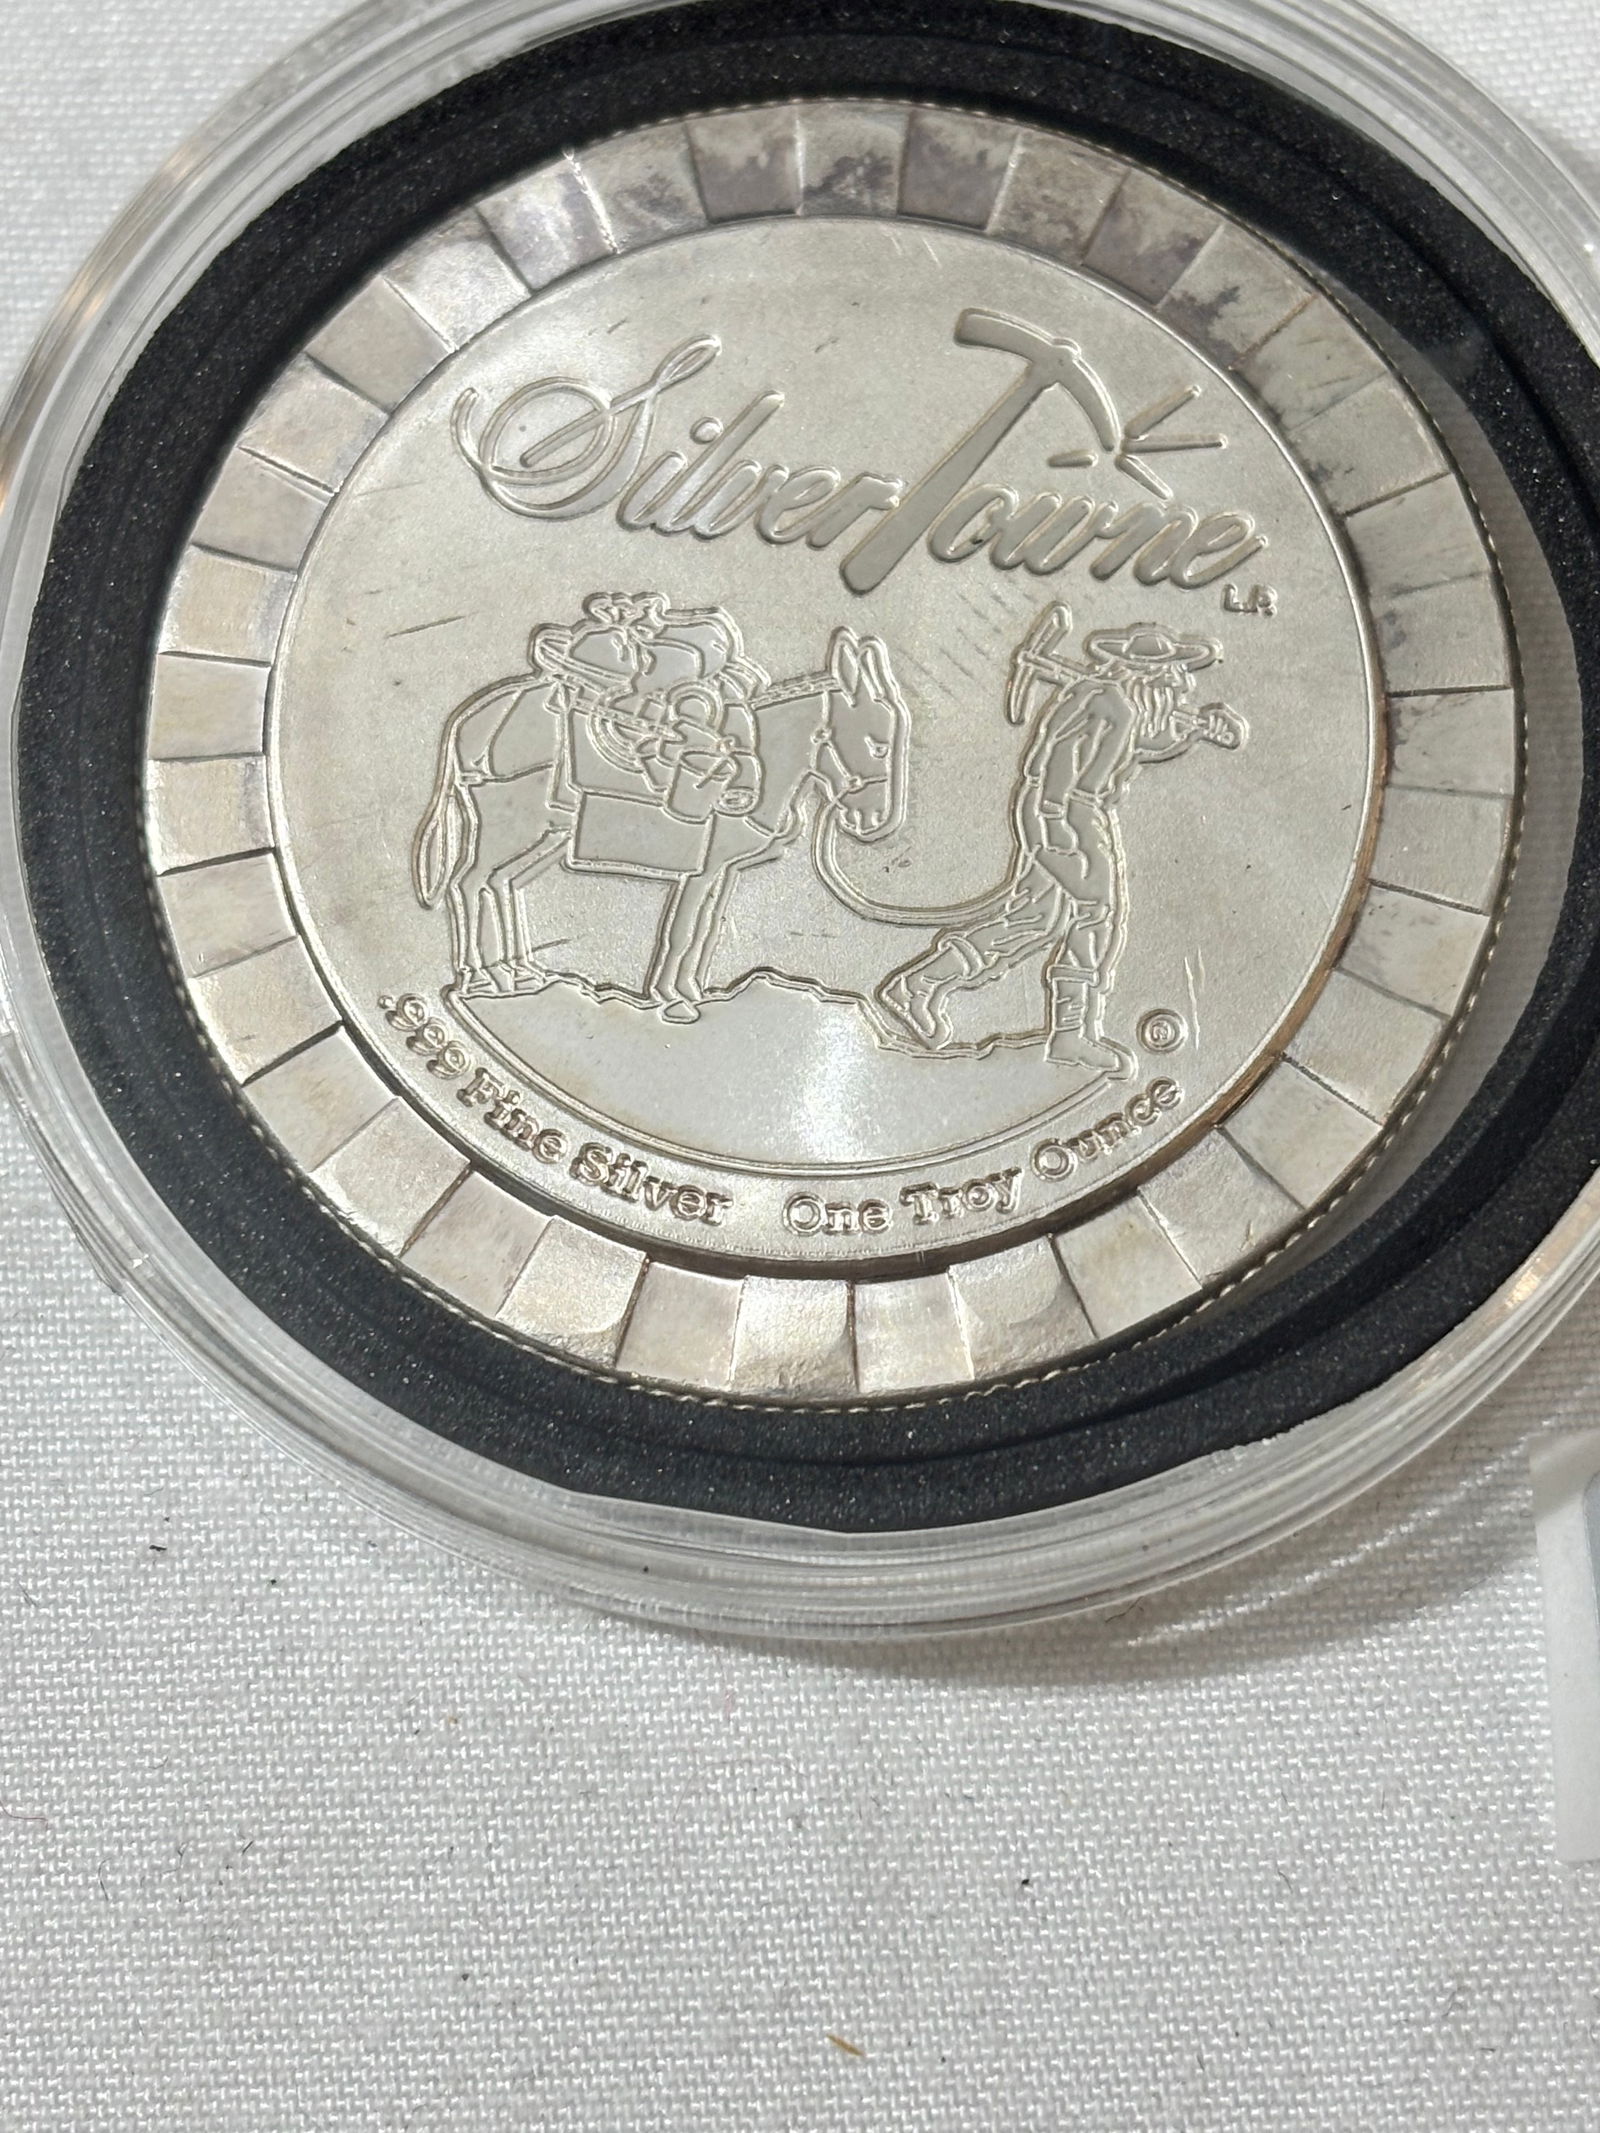 SilverTowne
L.P.
©
.999 Fine Silver One Troy Ounce